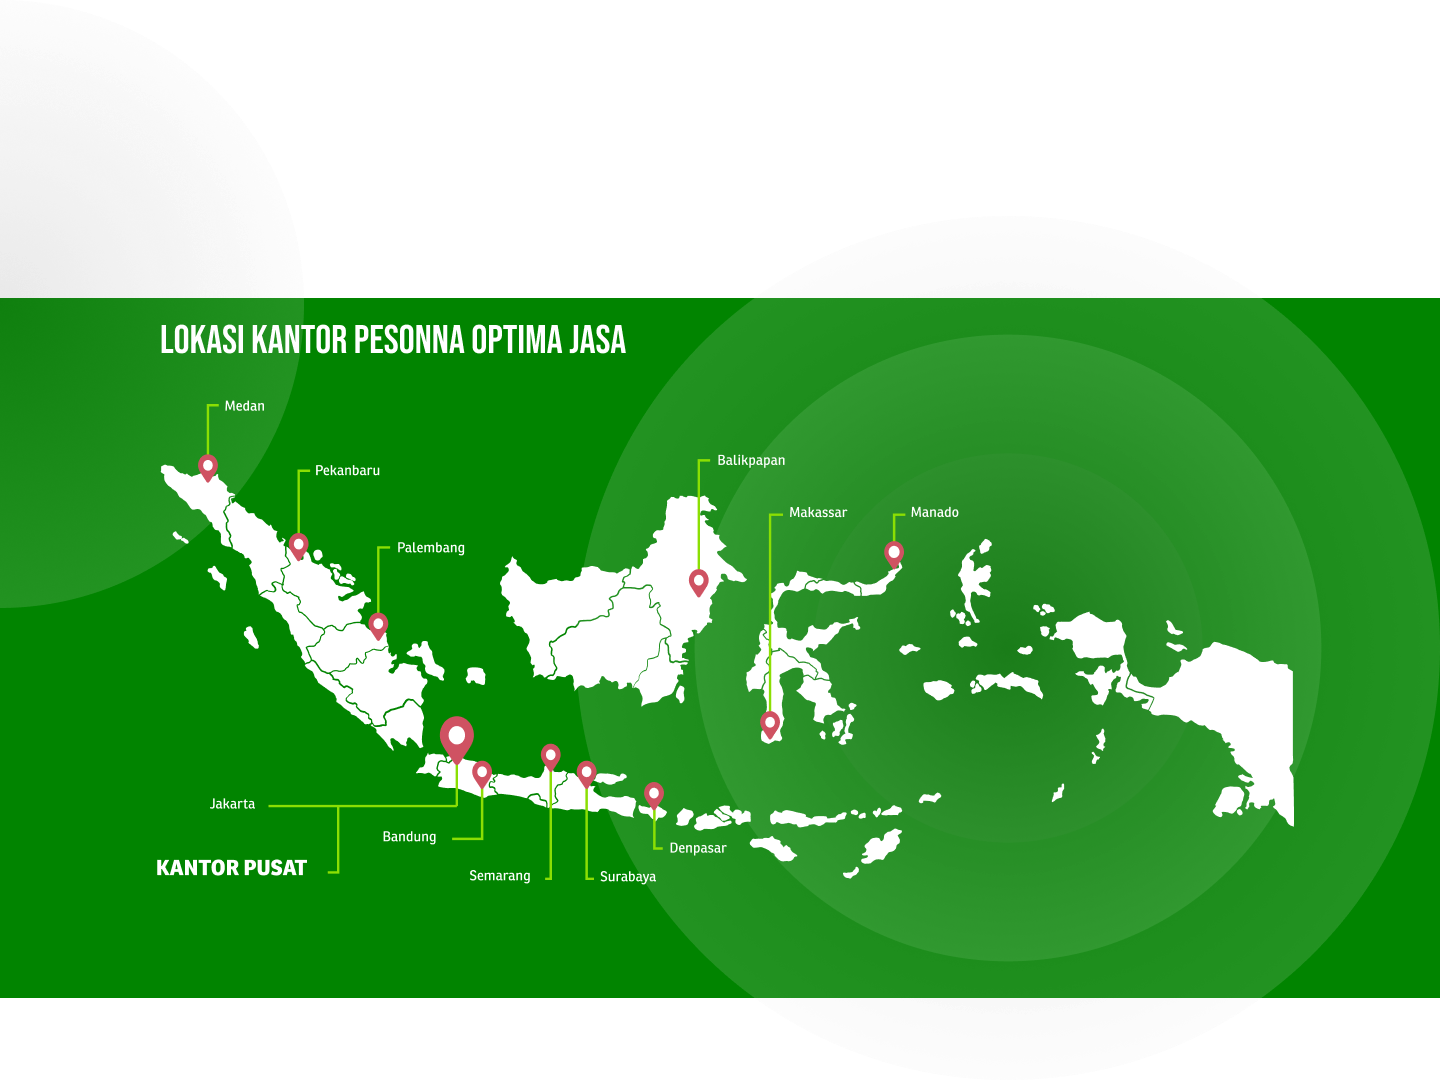 LOKASI KANTOR PESONNA OPTIMA JASA
Medan
Pekanbaru
Palembang
Balikpapan
Makassar
Manado
Jakarta
Bandung
KANTOR PUSAT
Semarang
Surabaya
Denpasar